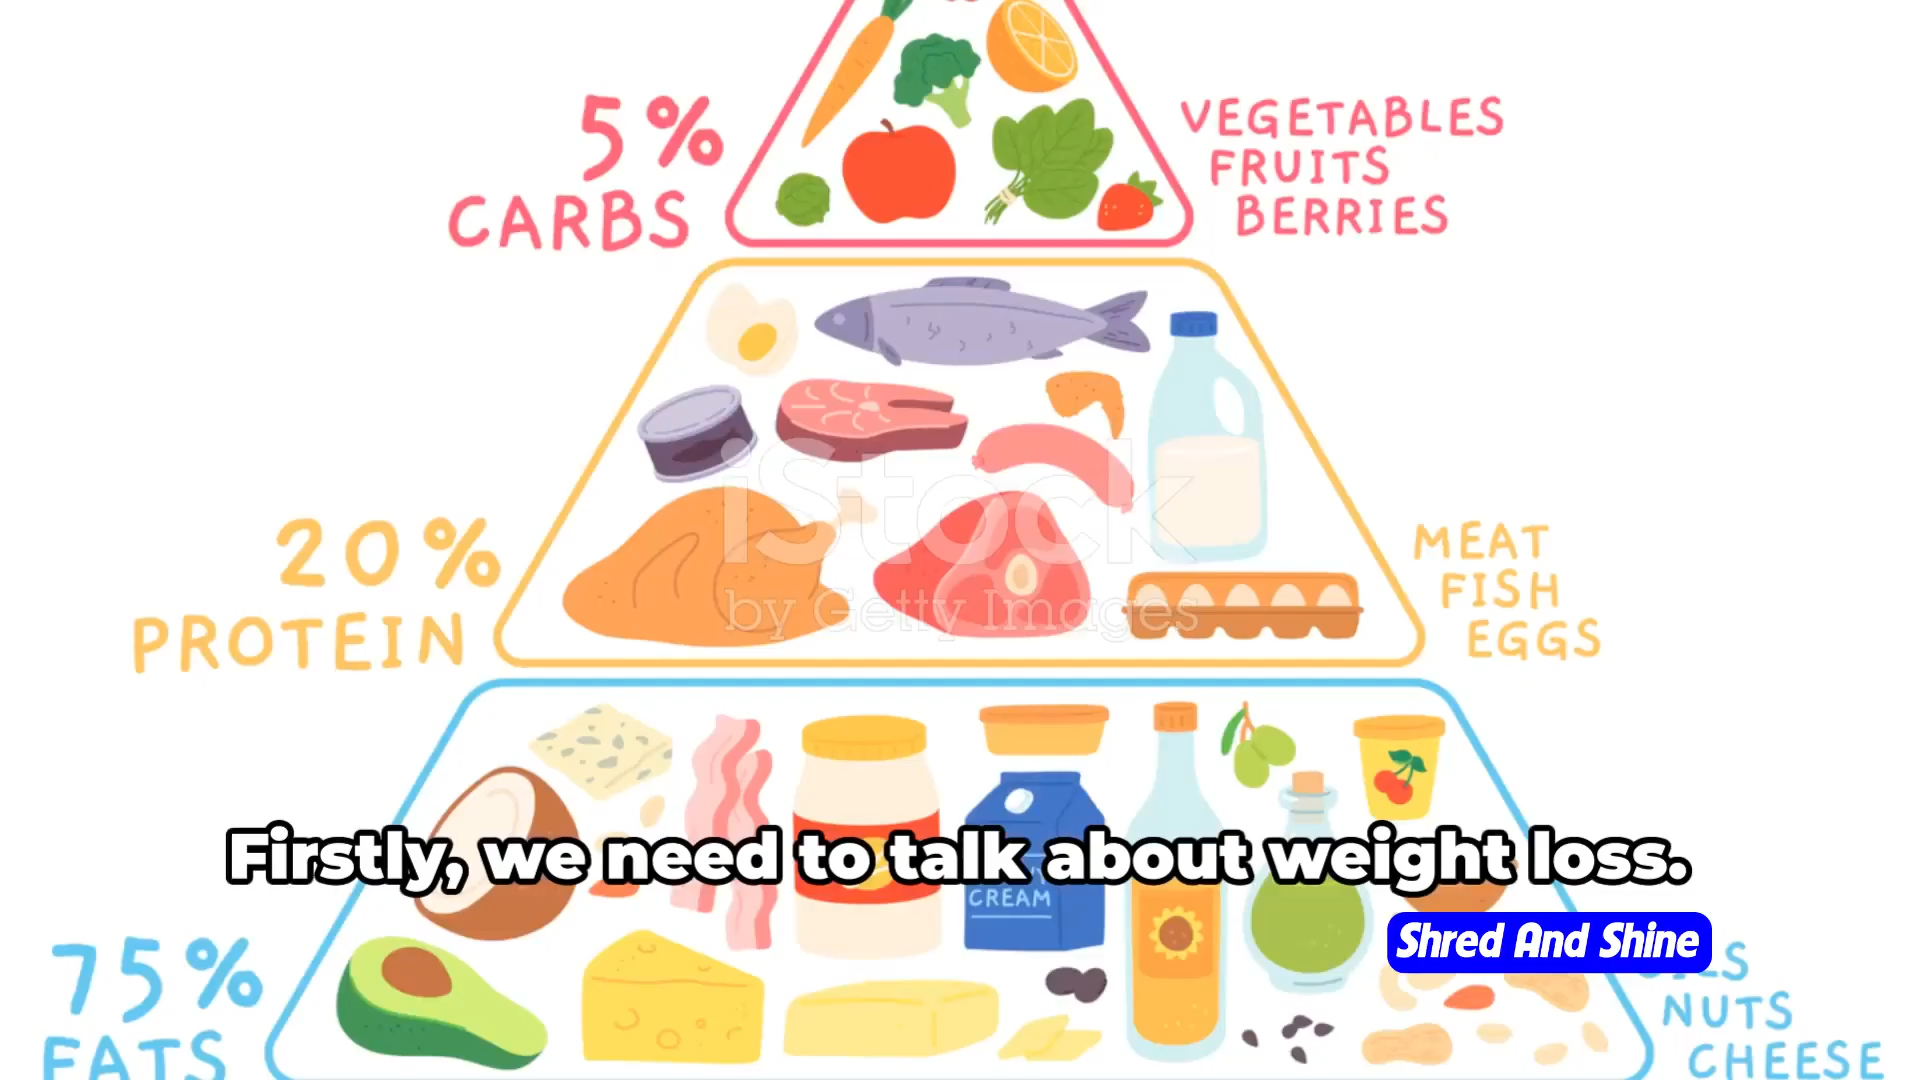 5%
CARBS
VEGETABLES
FRUITS
BERRIES
20%
PROTEIN
MEAT
FISH
EGGS
iStock
by Getty Images
Firstly, we need to talk about weight loss.
CREAM
Shred And Shine
75%
FATS
NUTS
CHEESE